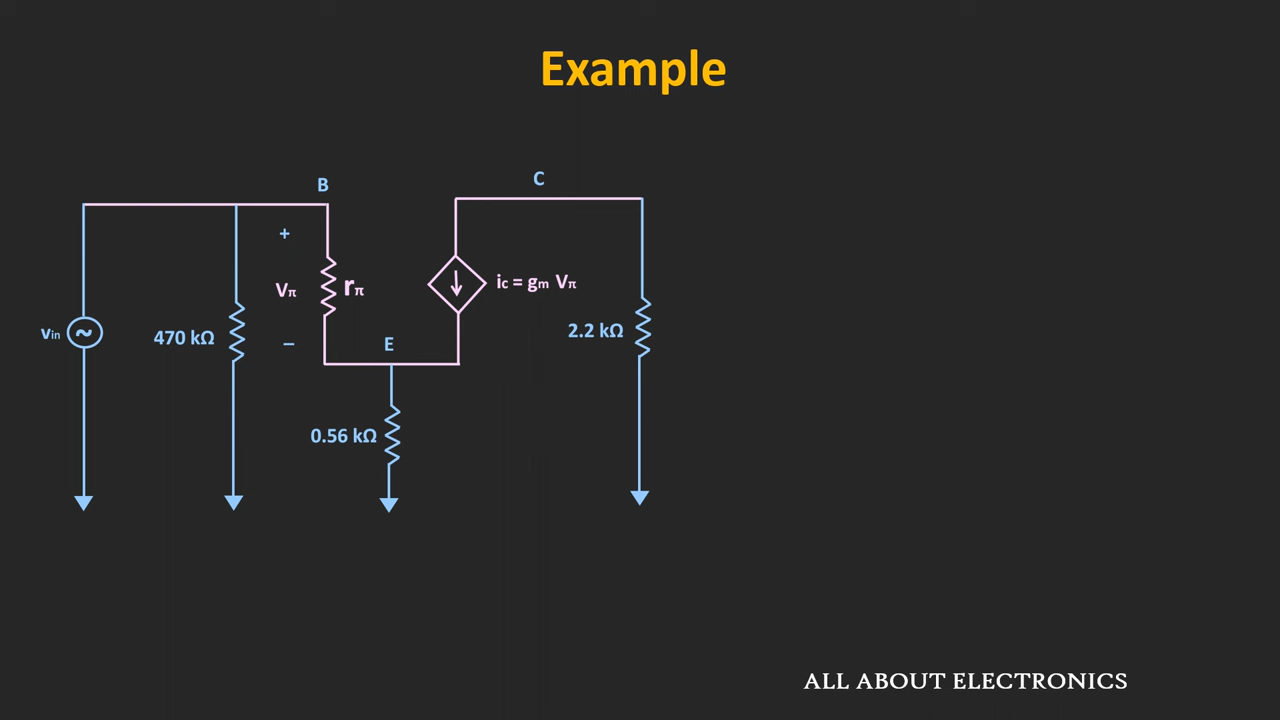 Example
B
C
+
Vπ
rπ
ic = gm Vπ
vin
470 kΩ
–
E
2.2 kΩ
0.56 kΩ
ALL ABOUT ELECTRONICS